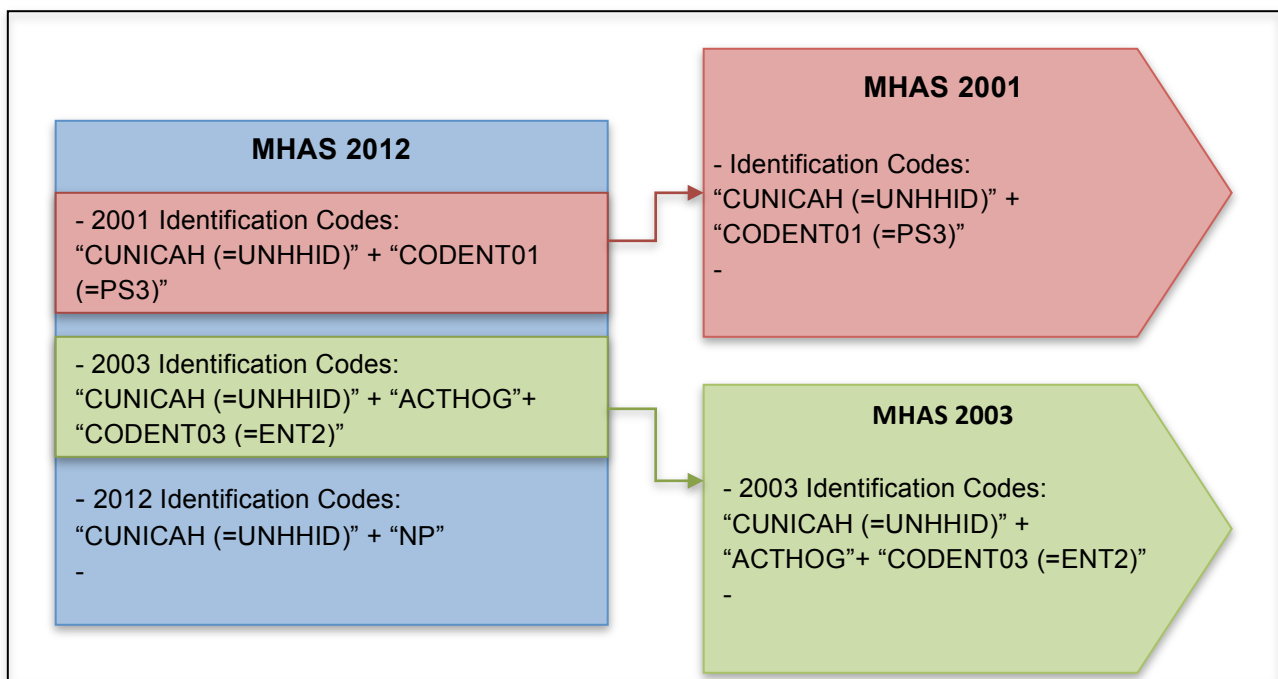 MHAS 2012
- 2001 Identification Codes:
“CUNICAH (=UNHHID)” + “CODENT01
(=PS3)”
- 2003 Identification Codes:
“CUNICAH (=UNHHID)” + “ACTHOG”+
“CODENT03 (=ENT2)”
- 2012 Identification Codes:
“CUNICAH (=UNHHID)” + “NP”
-
MHAS 2001
- Identification Codes:
“CUNICAH (=UNHHID)” +
“CODENT01 (=PS3)”
-
MHAS 2003
- 2003 Identification Codes:
“CUNICAH (=UNHHID)” +
“ACTHOG”+ “CODENT03 (=ENT2)”
-